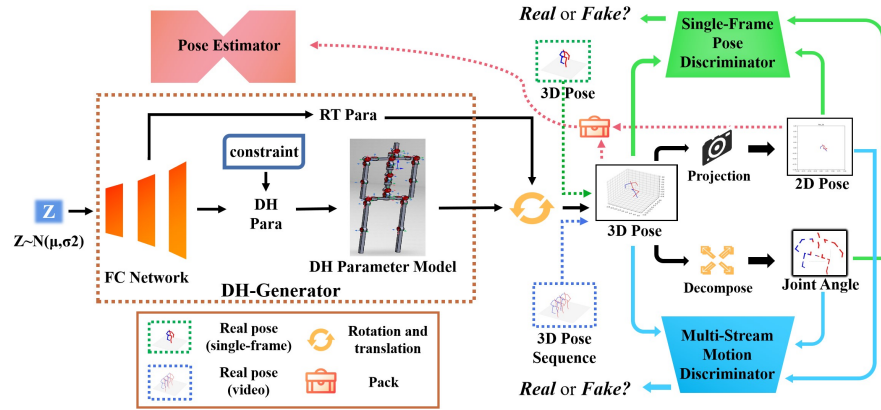 Real or Fake?
Single-Frame
Pose
Discriminator
Pose Estimator
3D Pose
RT Para
constraint
Z
Z~N(μ,σ2)
DH
Para
FC Network
DH Parameter Model
DH-Generator
3D Pose
Projection
2D Pose
Decompose
Joint Angle
3D Pose
Sequence
Multi-Stream
Motion
Discriminator
Real or Fake?
Real pose
(single-frame)
Rotation and
translation
Real pose
(video)
Pack